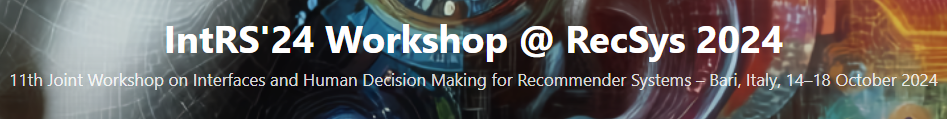 IntRS'24 Workshop @ RecSys 2024
11th Joint Workshop on Interfaces and Human Decision Making for Recommender Systems – Bari, Italy, 14–18 October 2024